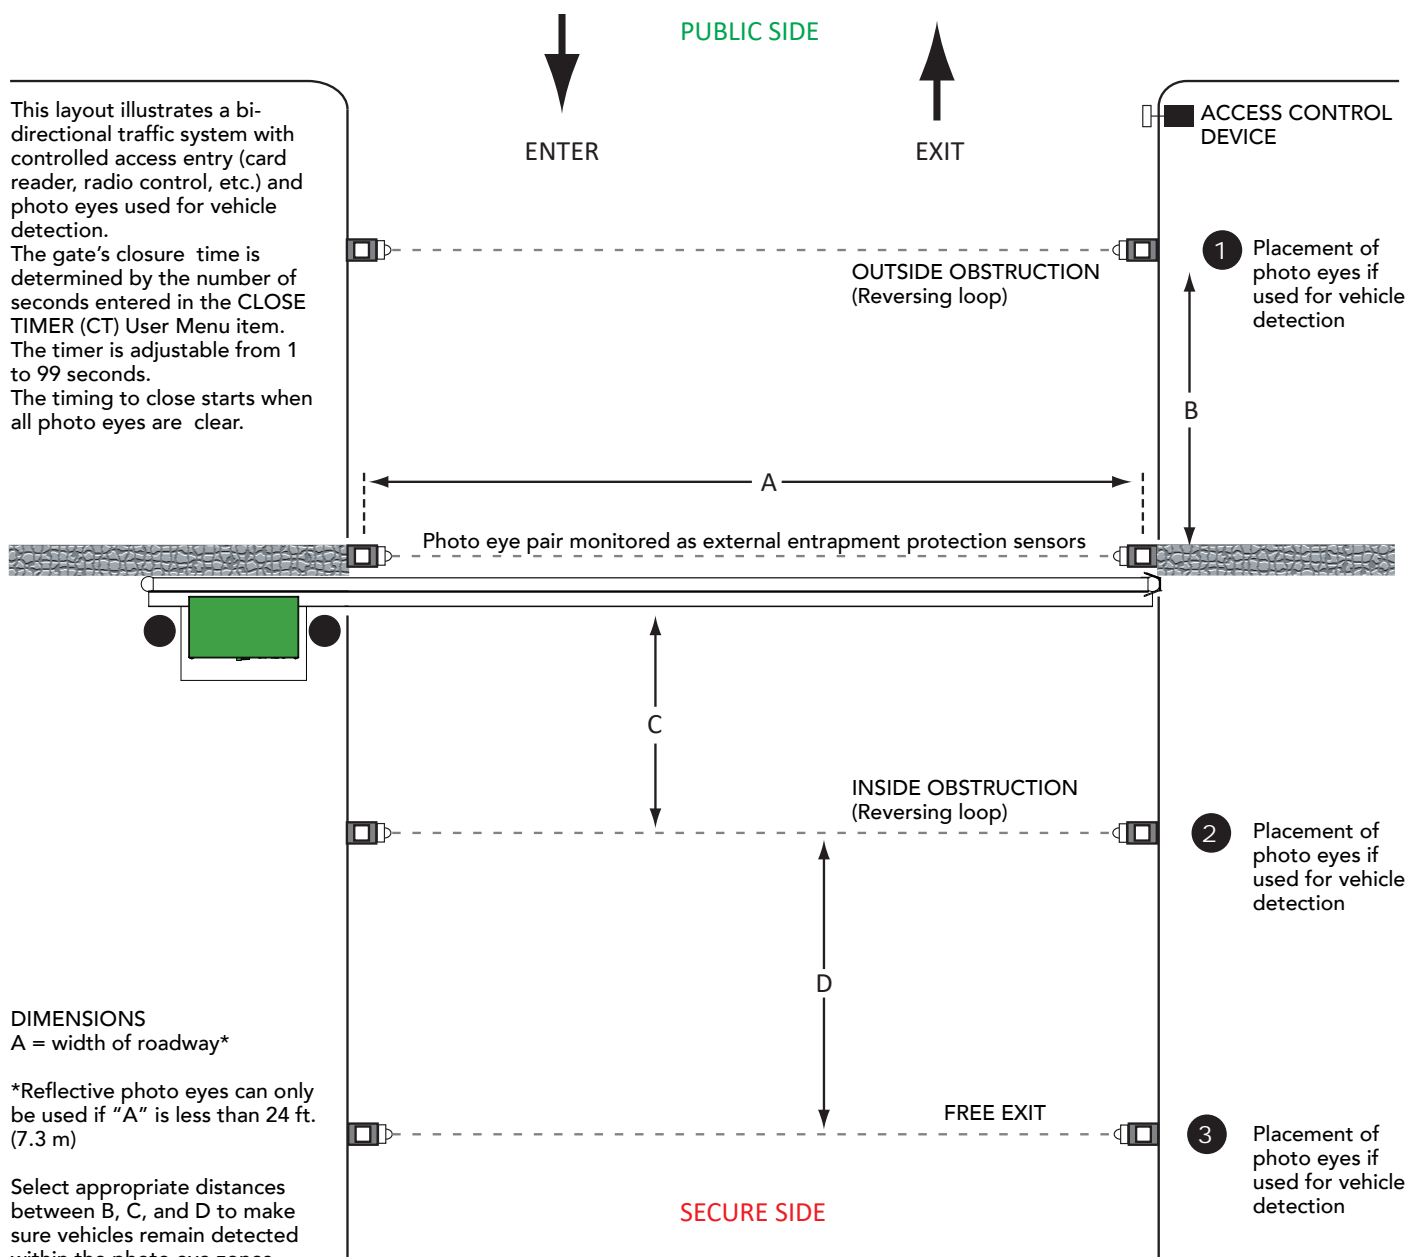 PUBLIC SIDE
ENTER
EXIT
This layout illustrates a bi-
directional traffic system with
controlled access entry (card
reader, radio control, etc.) and
photo eyes used for vehicle
detection.
The gate's closure time is
determined by the number of
seconds entered in the CLOSE
TIMER (CT) User Menu item.
The timer is adjustable from 1
to 99 seconds.
The timing to close starts when
all photo eyes are clear.
ACCESS CONTROL
DEVICE
OUTSIDE OBSTRUCTION
(Reversing loop)
1
Placement of
photo eyes if
used for vehicle
detection
B
A
Photo eye pair monitored as external entrapment protection sensors
C
INSIDE OBSTRUCTION
(Reversing loop)
2
Placement of
photo eyes if
used for vehicle
detection
D
DIMENSIONS
A = width of roadway*
*Reflective photo eyes can only
be used if “A” is less than 24 ft.
(7.3 m)
FREE EXIT
3
Placement of
photo eyes if
used for vehicle
detection
Select appropriate distances
between B, C, and D to make
sure vehicles remain detected
within the photo eye zones
SECURE SIDE